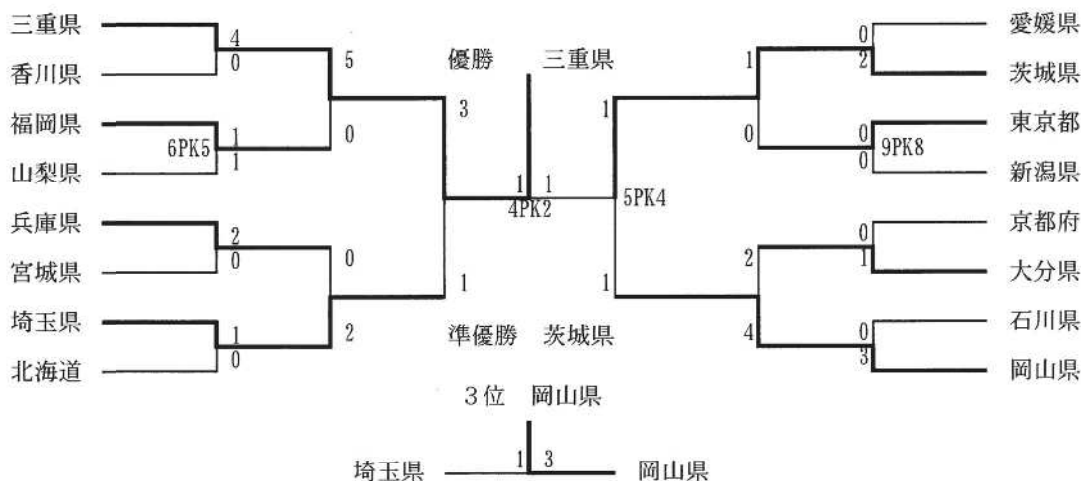 三重県
4
0
香川県
5
福岡県
6PK5
1
1
山梨県
0
3
兵庫県
2
0
宮城県
0
埼玉県
1
0
北海道
2
1
優勝 三重県
1 1
4PK2
準優勝 茨城県
愛媛県
0
2
茨城県
1
東京都
0
0
9PK8
新潟県
0
1
5PK4
京都府
0
1
大分県
2
石川県
0
3
岡山県
4
1
3位 岡山県
埼玉県 1 3 岡山県